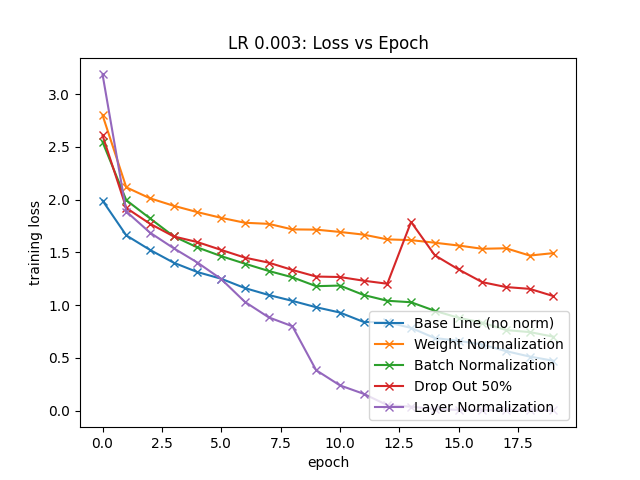 LR 0.003: Loss vs Epoch
3.0
2.5
2.0
1.5
1.0
0.5
0.0
training loss
Base Line (no norm)
Weight Normalization
Batch Normalization
Drop Out 50%
Layer Normalization
0.0 2.5 5.0 7.5 10.0 12.5 15.0 17.5
epoch